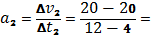 a₂ = Δv₂/Δt₂ = (20 − 20)/(12 − 4) =